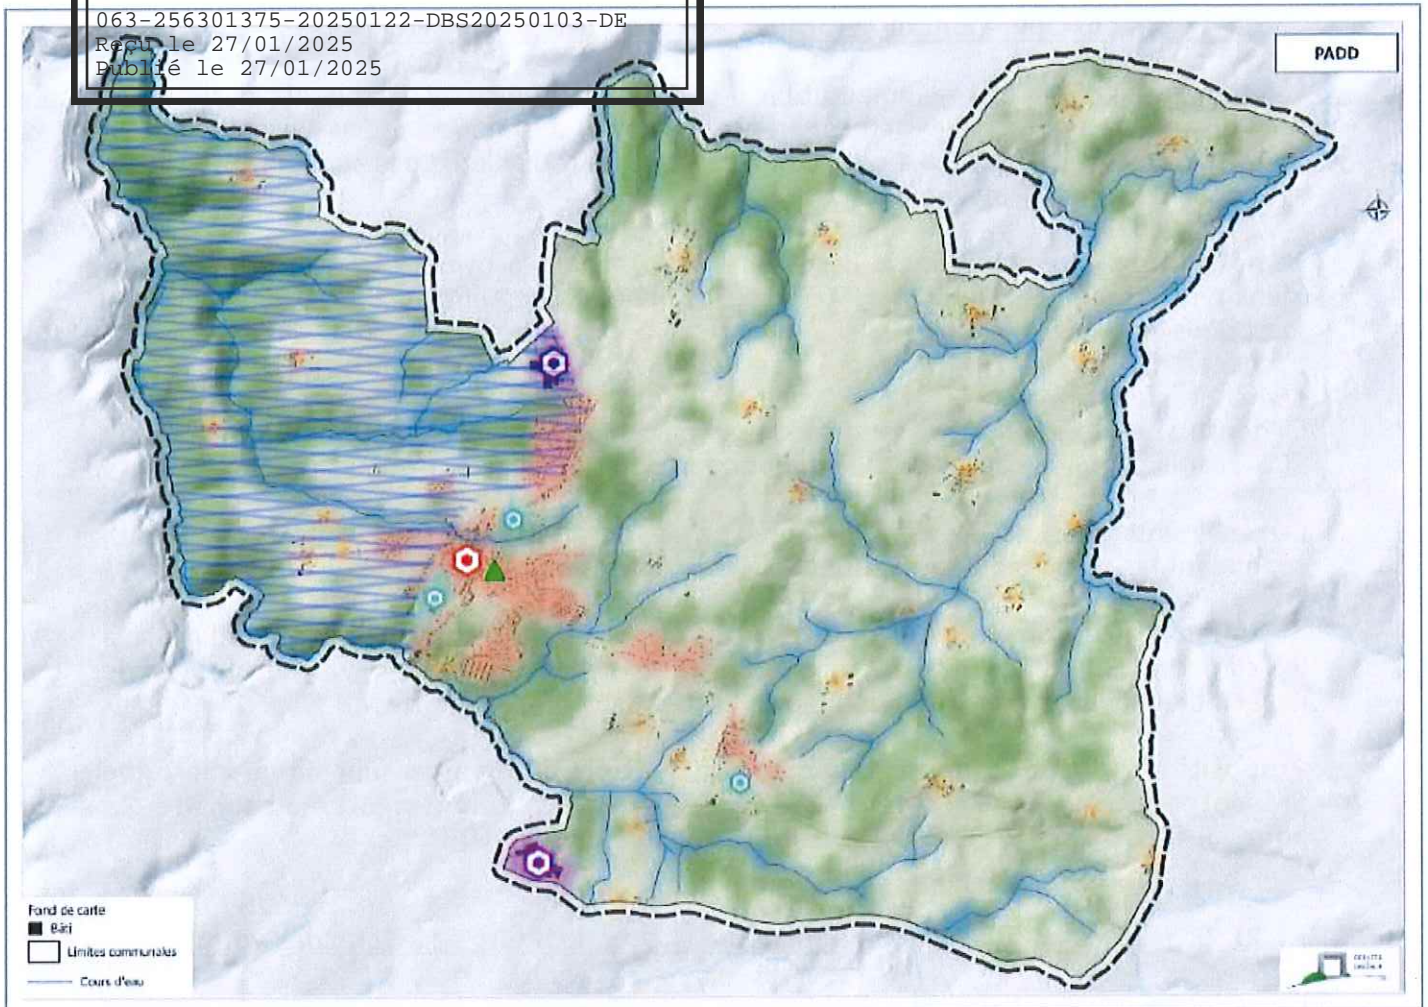 063-256301375-20250122-DBS20250103-DE
Reçu le 27/01/2025
Publié le 27/01/2025
PADD
Fond de carte
Bâti
Limites communales
Cours d'eau